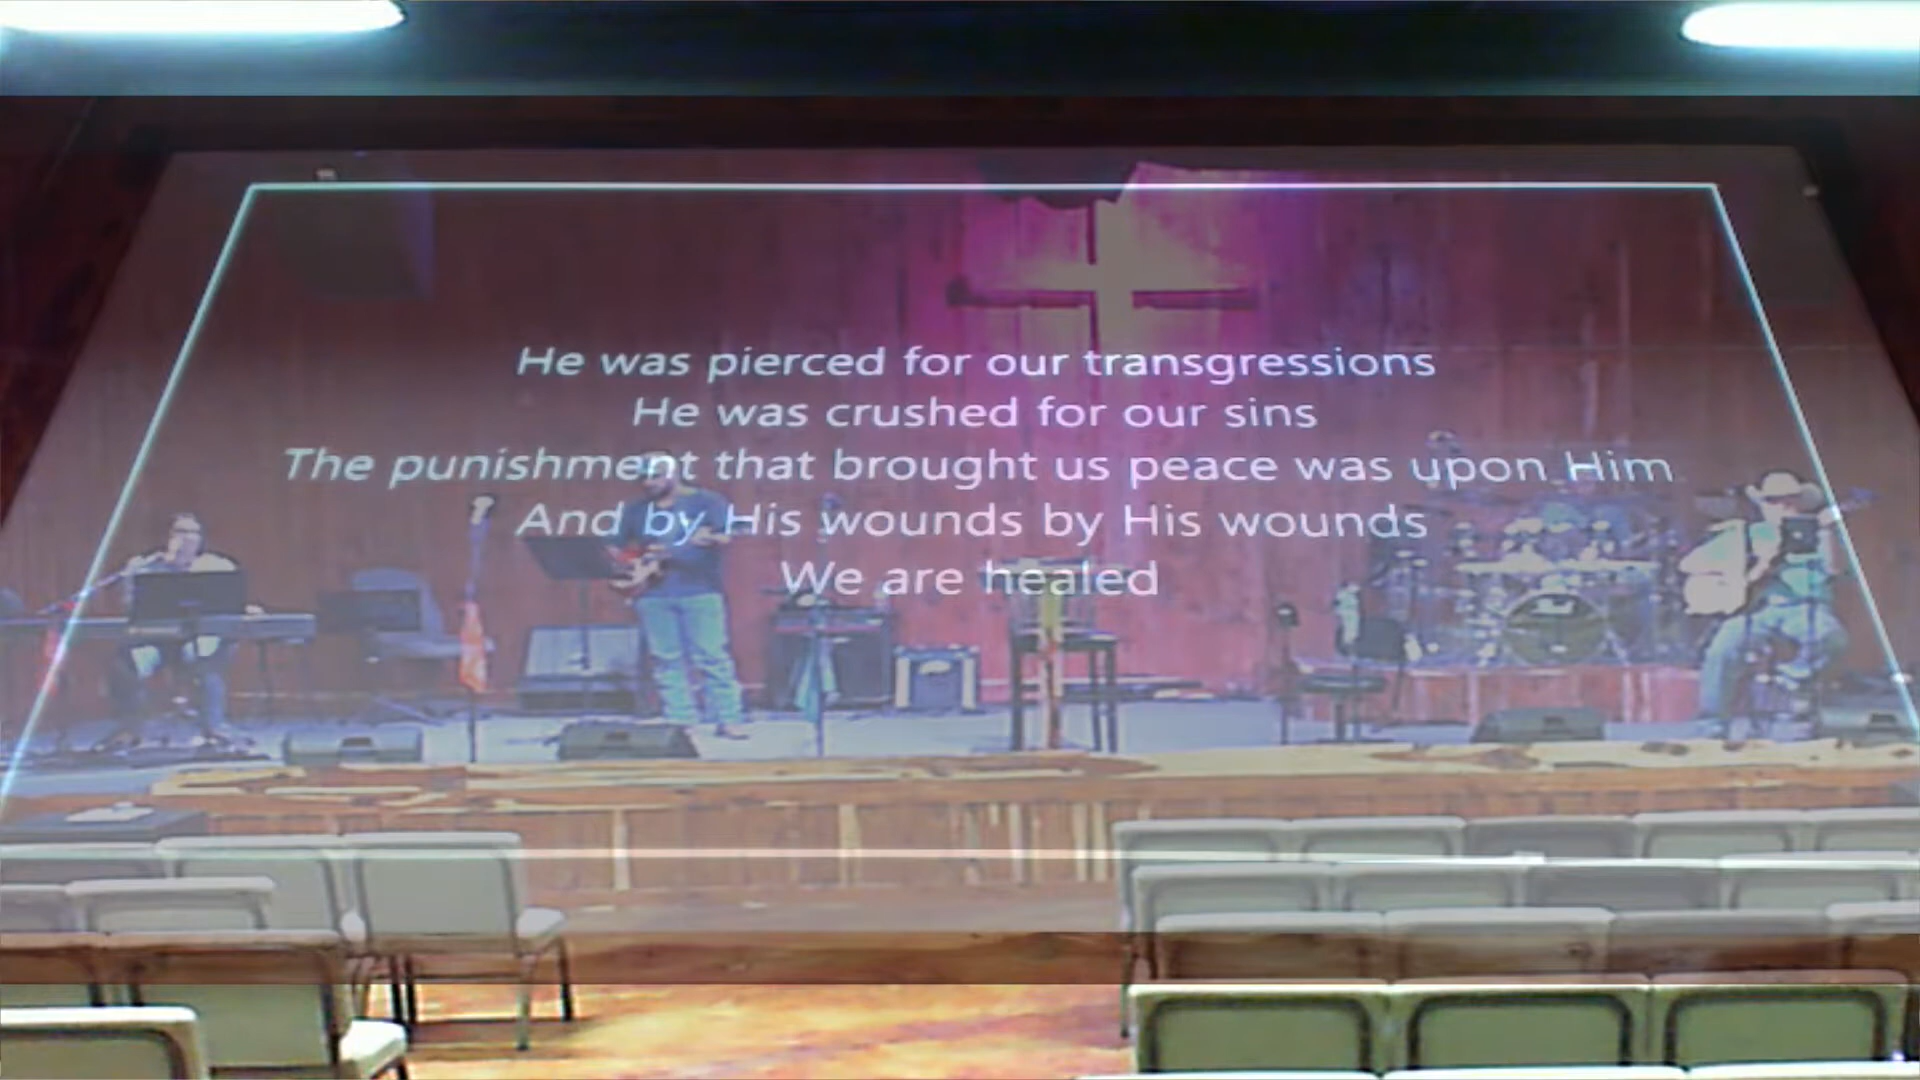 He was pierced for our transgressions
He was crushed for our sins
The punishment that brought us peace was upon Him
And by His wounds by His wounds
We are healed